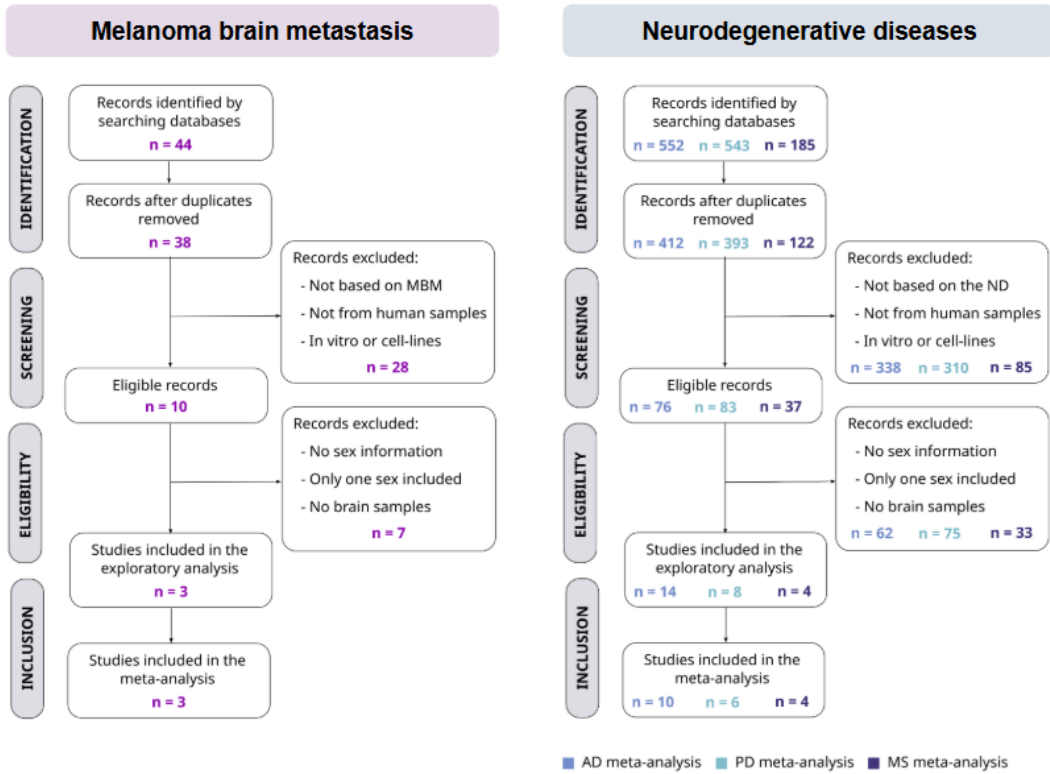 Melanoma brain metastasis
IDENTIFICATION
Records identified by
searching databases
n = 44
Records after duplicates
removed
n = 38
SCREENING
Records excluded:
- Not based on MBM
- Not from human samples
- In vitro or cell-lines
n = 28
Eligible records
n = 10
ELIGIBILITY
Records excluded:
- No sex information
- Only one sex included
- No brain samples
n = 7
Studies included in the
exploratory analysis
n = 3
INCLUSION
Studies included in the
meta-analysis
n = 3
Neurodegenerative diseases
IDENTIFICATION
Records identified by
searching databases
n = 552 n = 543 n = 185
Records after duplicates
removed
n = 412 n = 393 n = 122
SCREENING
Records excluded:
- Not based on the ND
- Not from human samples
- In vitro or cell-lines
n = 338 n = 310 n = 85
Eligible records
n = 76 n = 83 n = 37
ELIGIBILITY
Records excluded:
- No sex information
- Only one sex included
- No brain samples
n = 62 n = 75 n = 33
Studies included in the
exploratory analysis
n = 14 n = 8 n = 4
INCLUSION
Studies included in the
meta-analysis
n = 10 n = 6 n = 4
AD meta-analysis PD meta-analysis MS meta-analysis